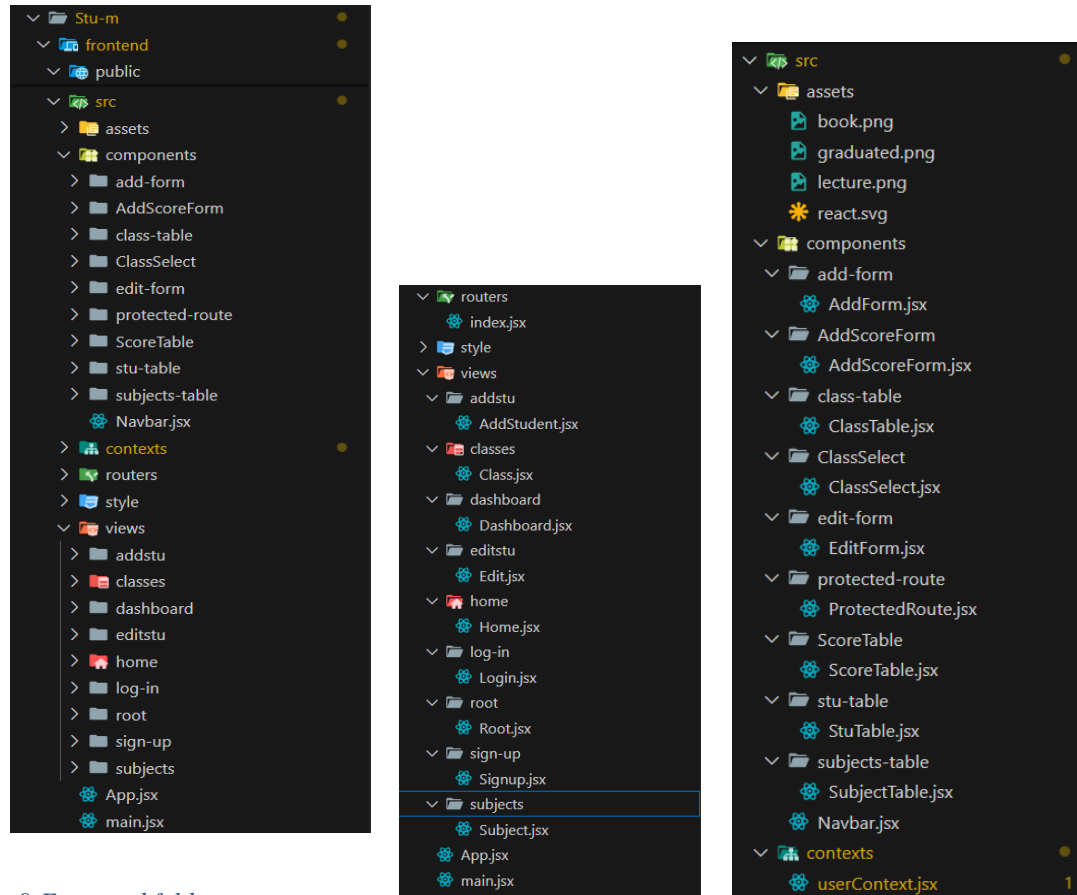 Stu-m
frontend
public
src
assets
components
add-form
AddScoreForm
class-table
ClassSelect
edit-form
protected-route
ScoreTable
stu-table
subjects-table
Navbar.jsx
contexts
routers
style
views
addstu
classes
dashboard
editstu
home
log-in
root
sign-up
subjects
App.jsx
main.jsx
routers
index.jsx
style
views
addstu
AddStudent.jsx
classes
Class.jsx
dashboard
Dashboard.jsx
editstu
Edit.jsx
home
Home.jsx
log-in
Login.jsx
root
Root.jsx
sign-up
Signup.jsx
subjects
Subject.jsx
App.jsx
main.jsx
src
assets
book.png
graduated.png
lecture.png
react.svg
components
add-form
AddForm.jsx
AddScoreForm
AddScoreForm.jsx
class-table
ClassTable.jsx
ClassSelect
ClassSelect.jsx
edit-form
EditForm.jsx
protected-route
ProtectedRoute.jsx
ScoreTable
ScoreTable.jsx
stu-table
StuTable.jsx
subjects-table
SubjectTable.jsx
Navbar.jsx
contexts
userContext.jsx 1